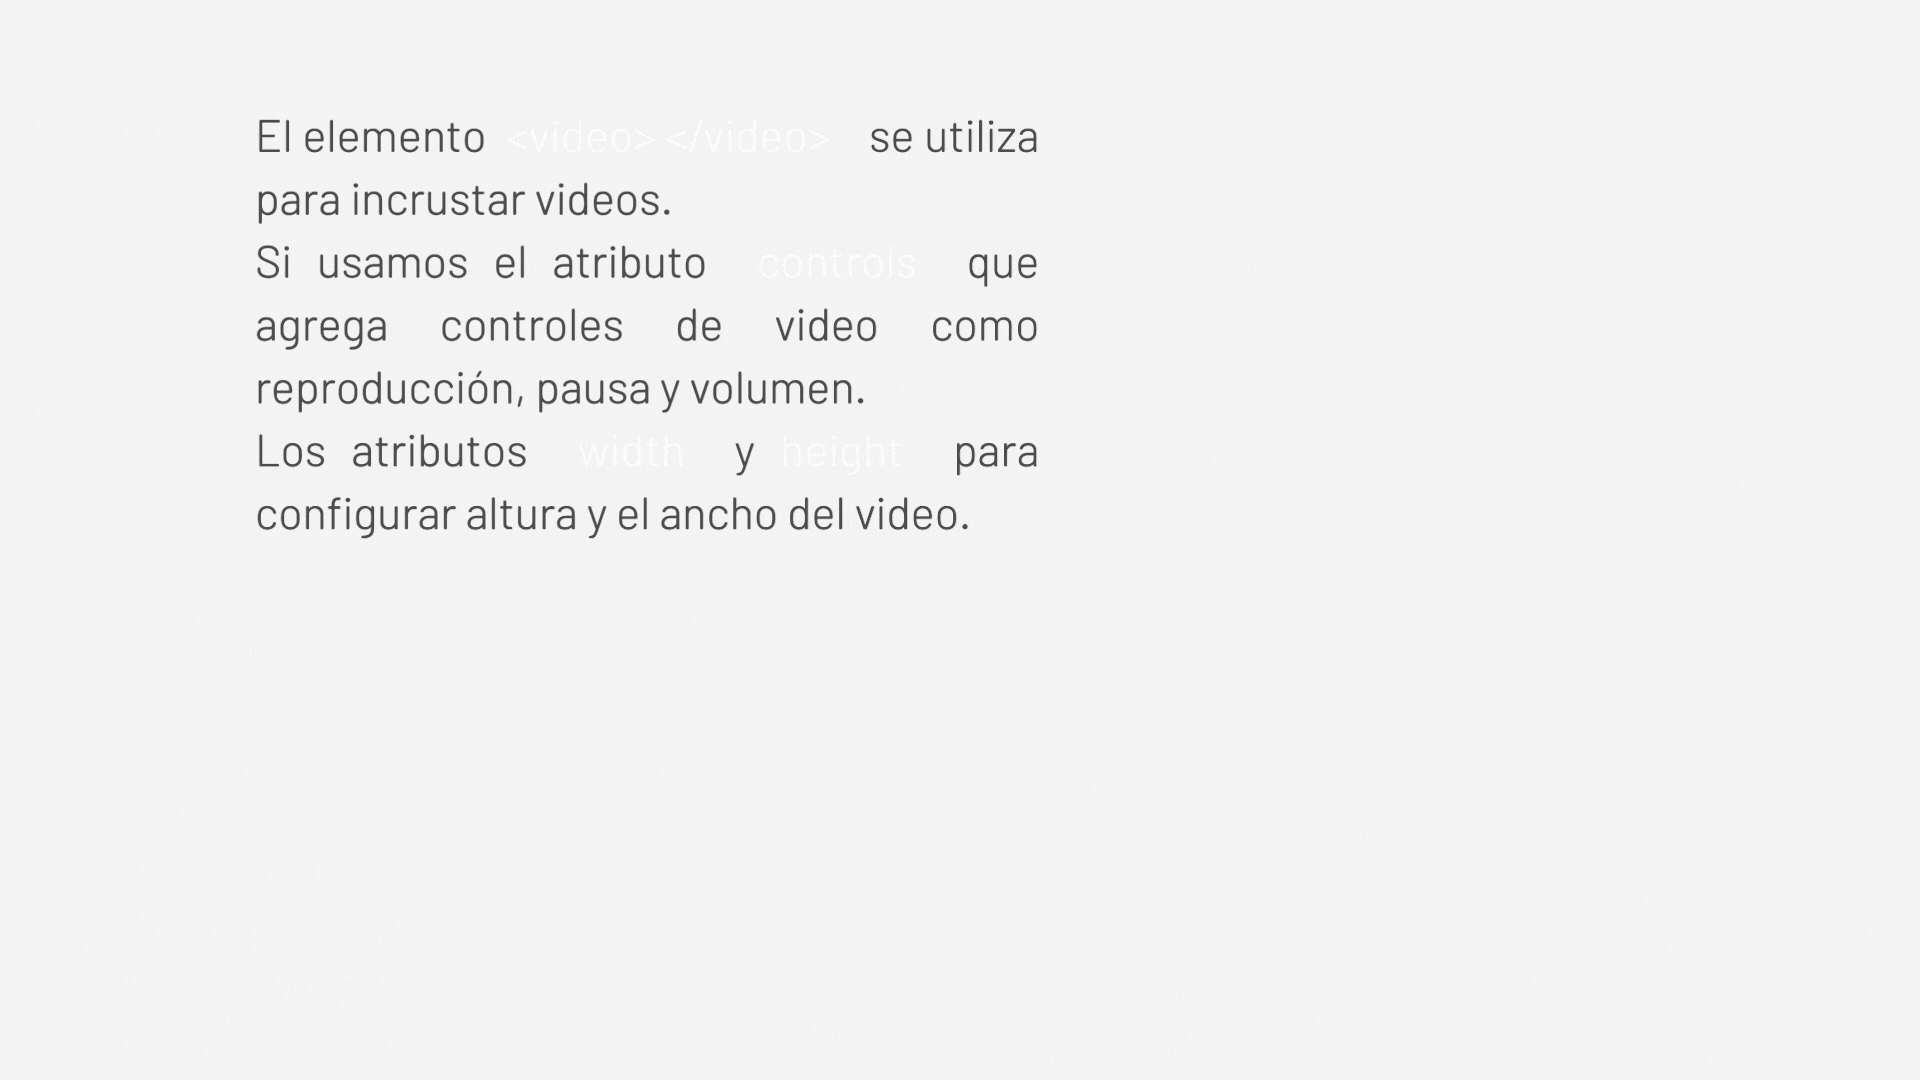 El elemento <video> </video> se utiliza
para incrustar videos.
Si usamos el atributo controls que
agrega controles de video como
reproducción, pausa y volumen.
Los atributos width y height para
configurar altura y el ancho del video.